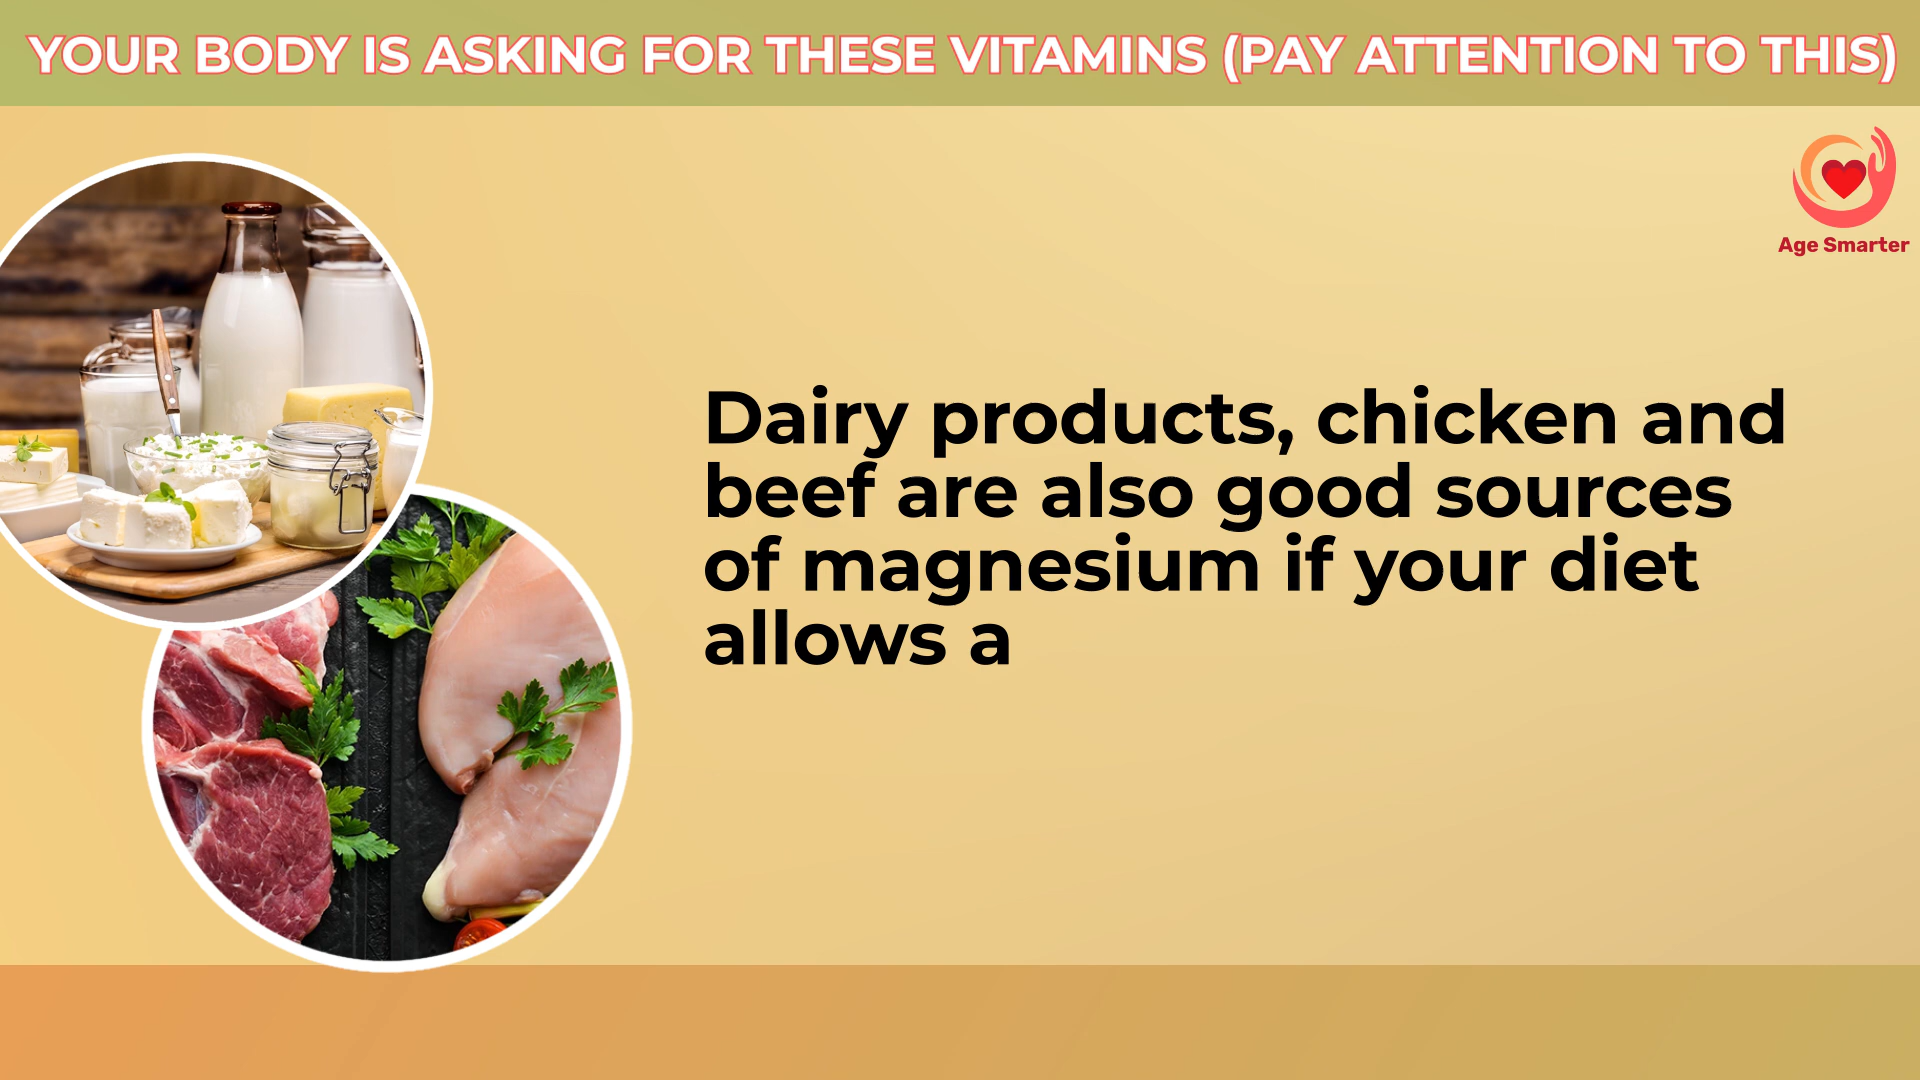 YOUR BODY IS ASKING FOR THESE VITAMINS (PAY ATTENTION TO THIS)
Age Smarter
Dairy products, chicken and
beef are also good sources
of magnesium if your diet
allows a